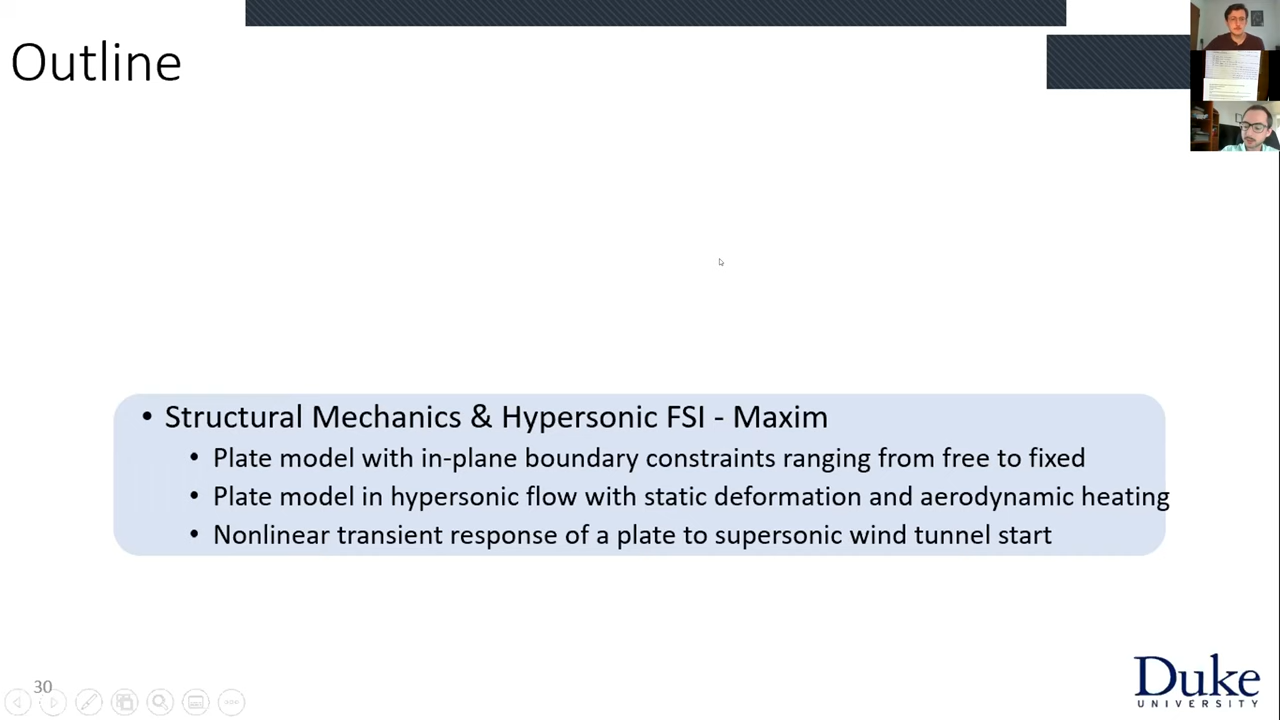 Outline
• Structural Mechanics & Hypersonic FSI - Maxim
• Plate model with in-plane boundary constraints ranging from free to fixed
• Plate model in hypersonic flow with static deformation and aerodynamic heating
• Nonlinear transient response of a plate to supersonic wind tunnel start
30
Duke
UNIVERSITY